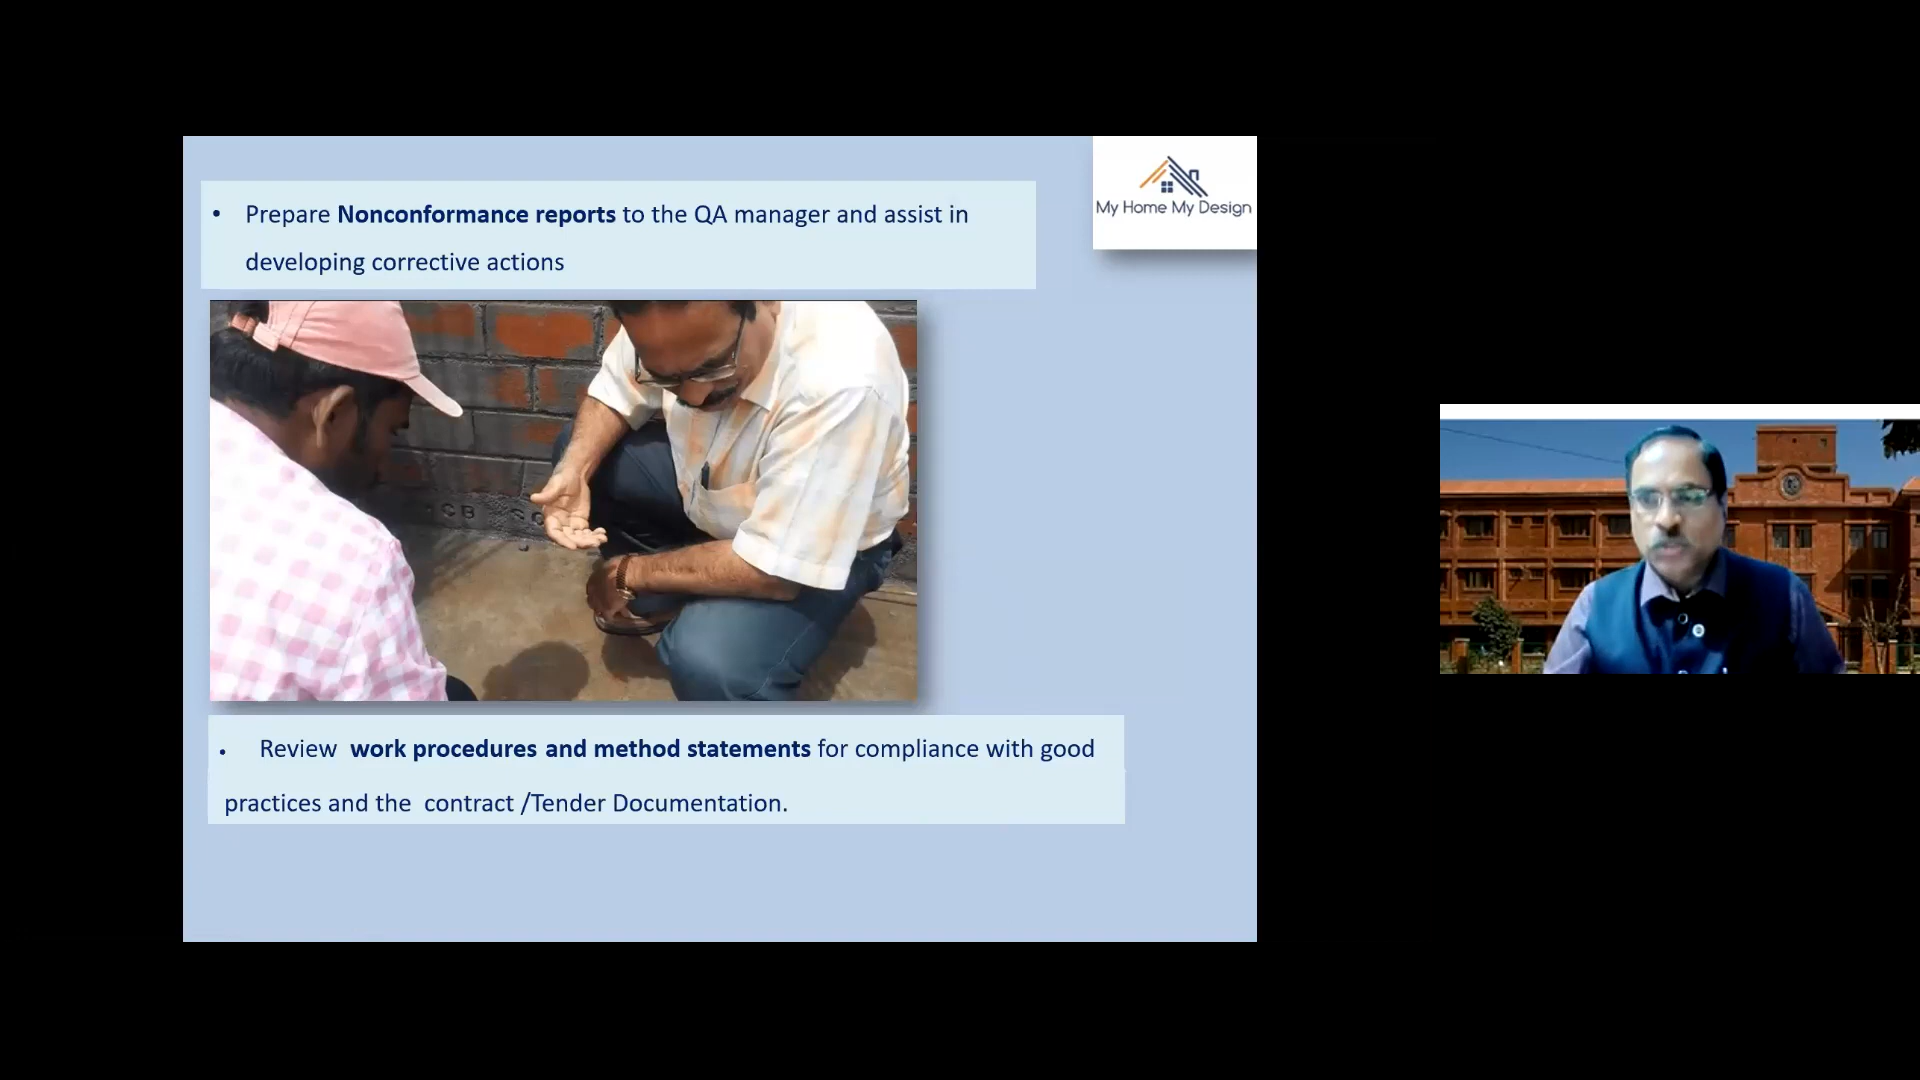 • Prepare Nonconformance reports to the QA manager and assist in
developing corrective actions
My Home My Design
CB
• Review work procedures and method statements for compliance with good
practices and the contract /Tender Documentation.